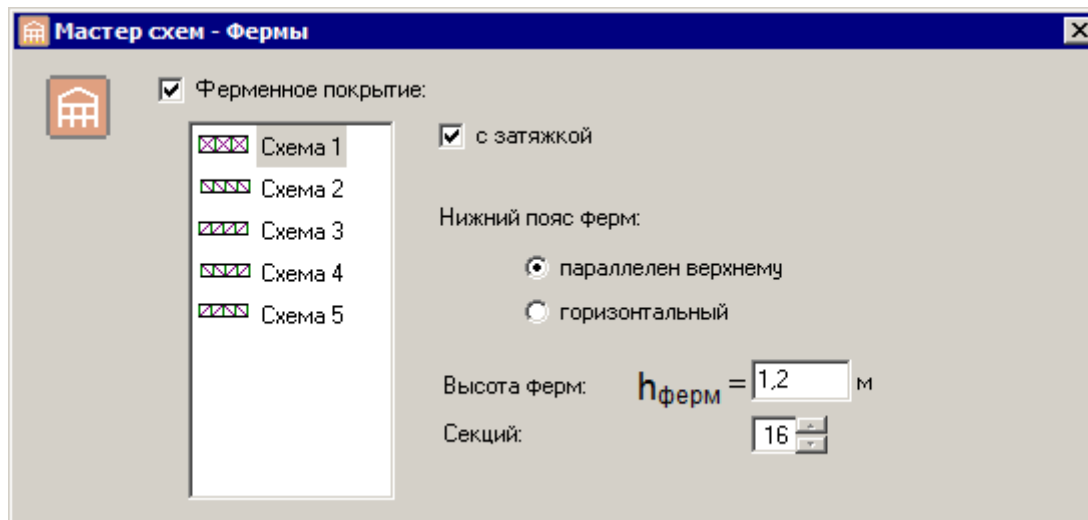 Мастер схем - Фермы
Ферменное покрытие:
Схема 1
Схема 2
Схема 3
Схема 4
Схема 5
с затяжкой
Нижний пояс ферм:
параллелен верхнему
горизонтальный
Высота ферм: hферм = 1,2 м
Секций: 16